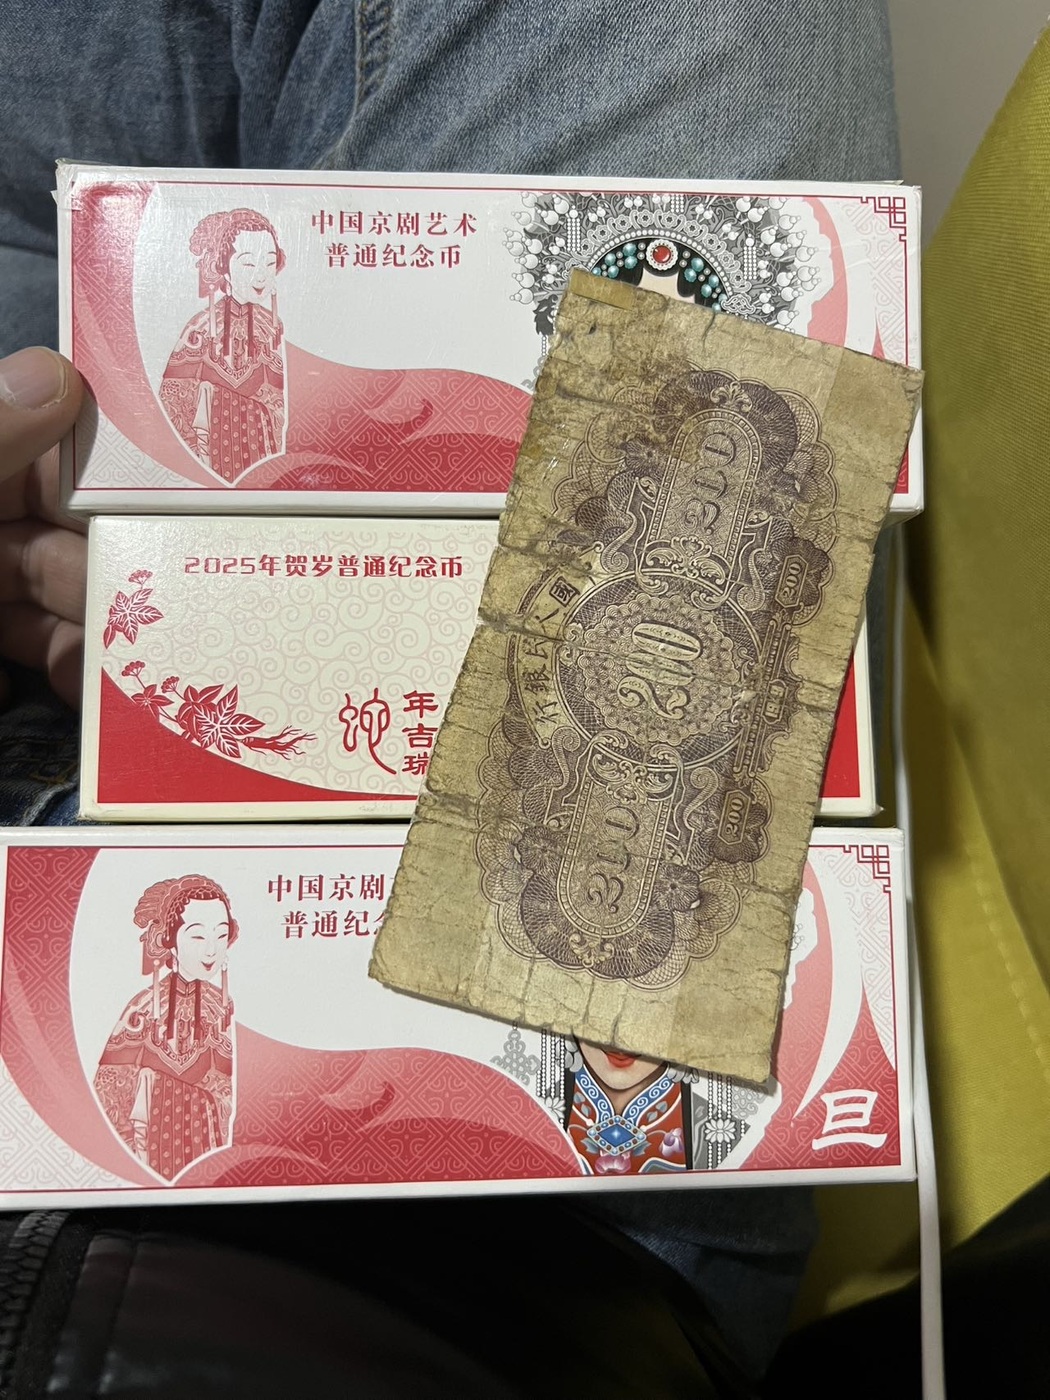 中国京剧艺术
普通纪念币
2025年贺岁普通纪念币
蛇
年
吉
瑞
中国京剧
普通纪
旦
國
人
民
銀
行
200
200
200